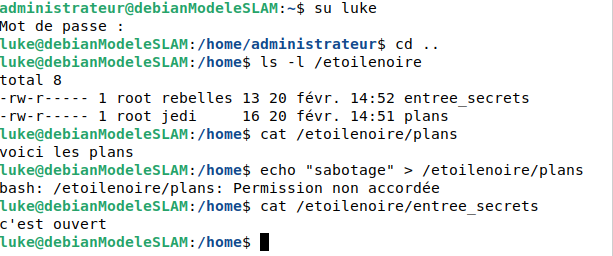 administrateur@debianModeleSLAM:~$ su luke
Mot de passe :
luke@debianModeleSLAM:/home/administrateur$ cd ..
luke@debianModeleSLAM:/home$ ls -l /etoilenoire
total 8
-rw-r----- 1 root rebelles 13 20 févr. 14:52 entree_secrets
-rw-r----- 1 root jedi     16 20 févr. 14:51 plans
luke@debianModeleSLAM:/home$ cat /etoilenoire/plans
voici les plans
luke@debianModeleSLAM:/home$ echo "sabotage" > /etoilenoire/plans
bash: /etoilenoire/plans: Permission non accordée
luke@debianModeleSLAM:/home$ cat /etoilenoire/entree_secrets
c'est ouvert
luke@debianModeleSLAM:/home$